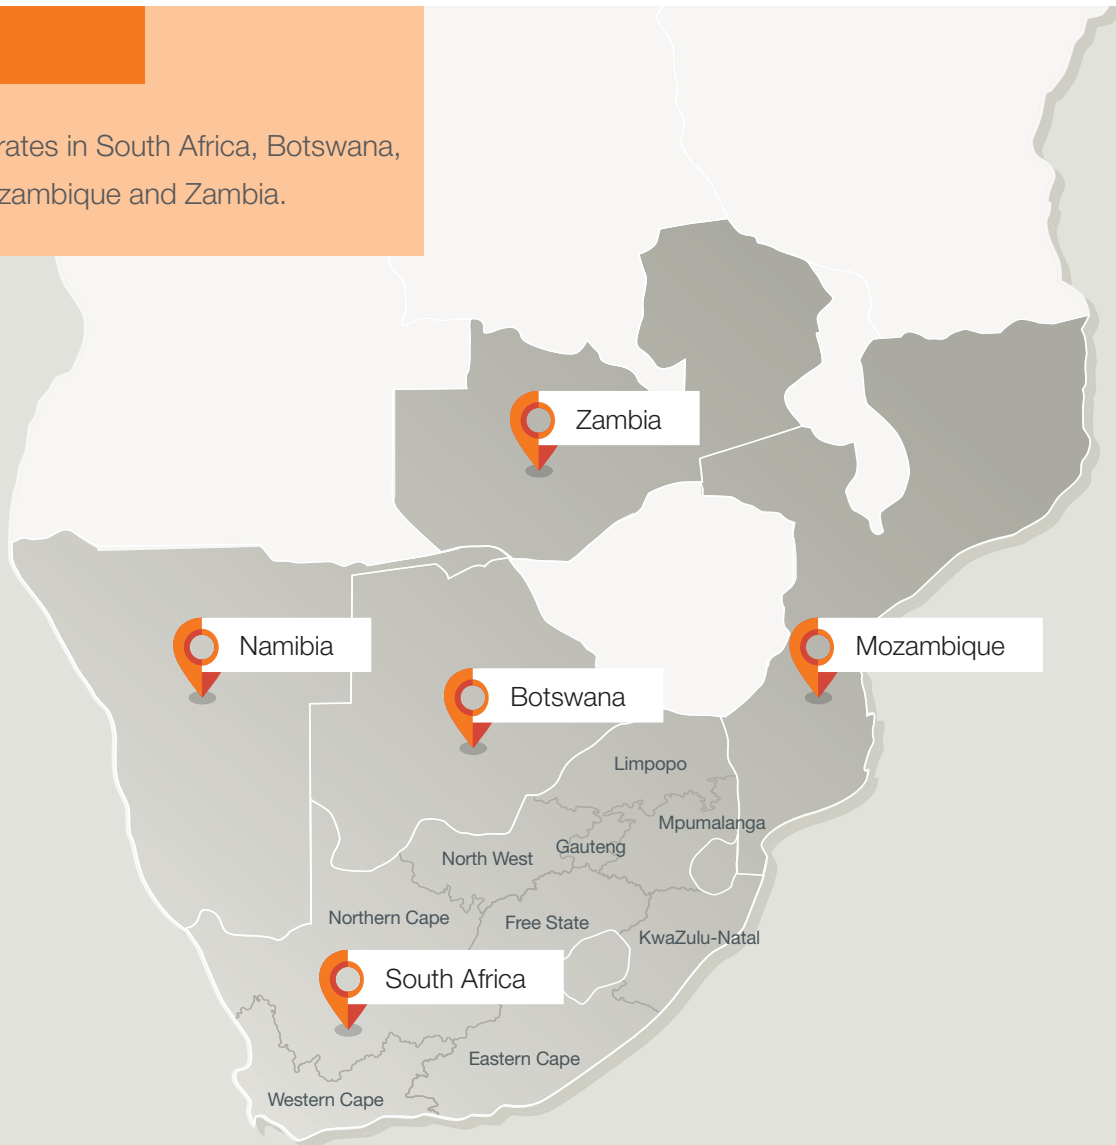 rates in South Africa, Botswana,
zambique and Zambia.
Zambia
Namibia
Mozambique
Botswana
Limpopo
Mpumalanga
Gauteng
North West
Northern Cape
Free State
KwaZulu-Natal
South Africa
Eastern Cape
Western Cape